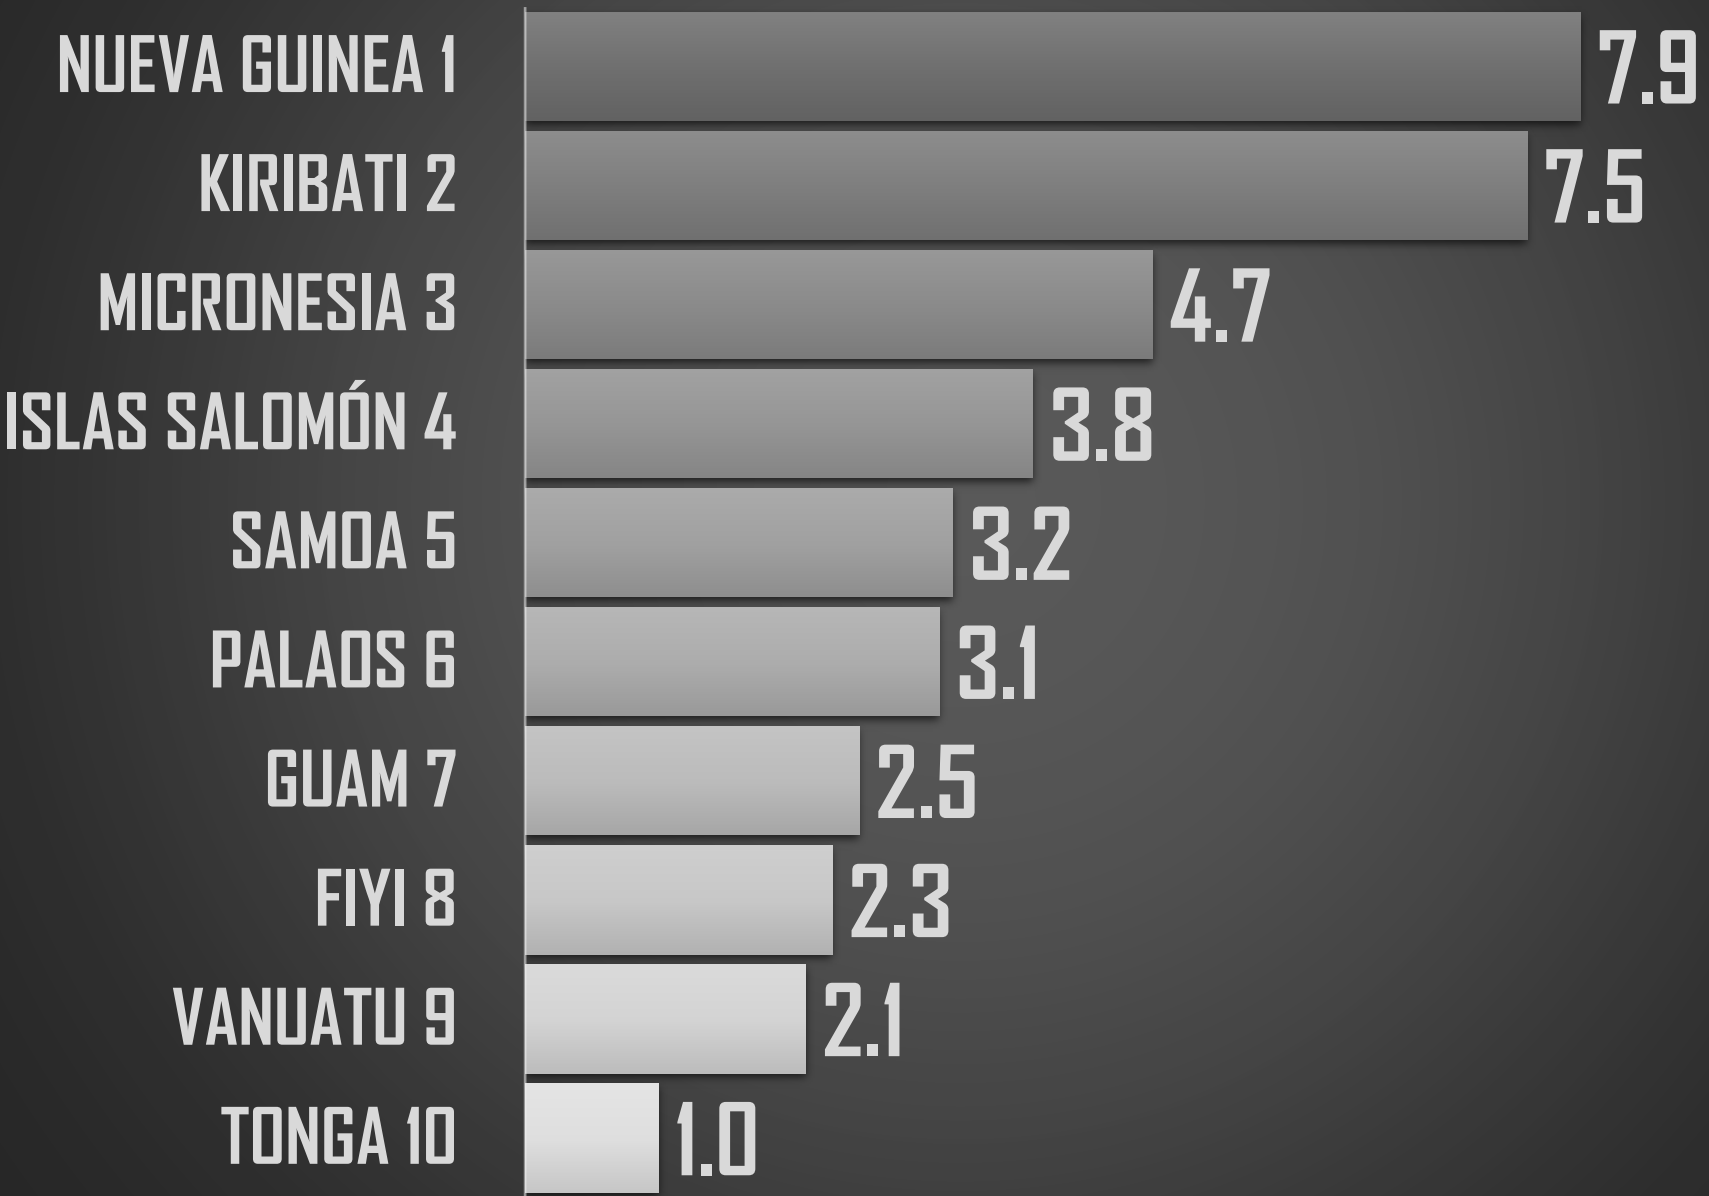 NUEVA GUINEA 1 7.9
KIRIBATI 2 7.5
MICRONESIA 3 4.7
ISLAS SALOMÓN 4 3.8
SAMOA 5 3.2
PALAOS 6 3.1
GUAM 7 2.5
FIYI 8 2.3
VANUATU 9 2.1
TONGA 10 1.0